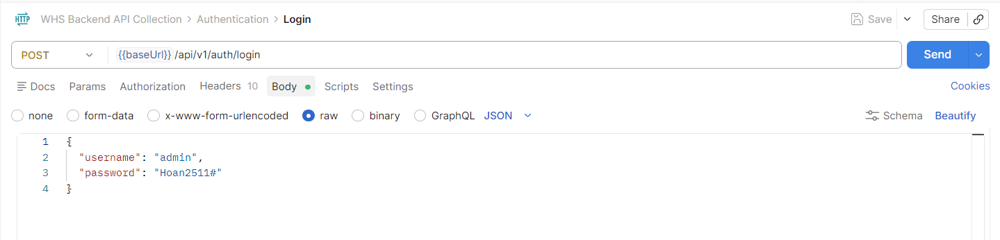 HTTP WHS Backend API Collection > Authentication > Login Save Share
POST {{baseUrl}} /api/v1/auth/login Send
Docs Params Authorization Headers 10 Body Scripts Settings Cookies
none form-data x-www-form-urlencoded raw binary GraphQL JSON Schema Beautify
1 {
2 "username": "admin",
3 "password": "Hoan2511#"
4 }